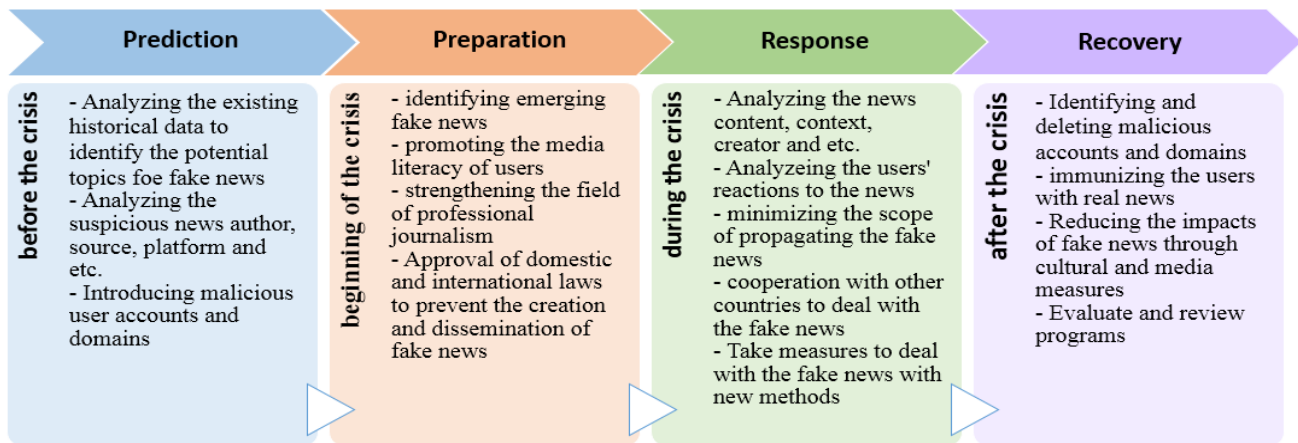 Prediction
Preparation
Response
Recovery
before the crisis
- Analyzing the existing
historical data to
identify the potential
topics foe fake news
- Analyzing the
suspicious news author,
source, platform and
etc.
- Introducing malicious
user accounts and
domains
beginning of the crisis
- identifying emerging
fake news
- promoting the media
literacy of users
- strengthening the field
of professional
journalism
- Approval of domestic
and international laws
to prevent the creation
and dissemination of
fake news
during the crisis
- Analyzing the news
content, context,
creator and etc.
- Analyzeing the users'
reactions to the news
- minimizing the scope
of propagating the fake
news
- cooperation with other
countries to deal with
the fake news
- Take measures to deal
with the fake news with
new methods
after the crisis
- Identifying and
deleting malicious
accounts and domains
- immunizing the users
with real news
- Reducing the impacts
of fake news through
cultural and media
measures
- Evaluate and review
programs